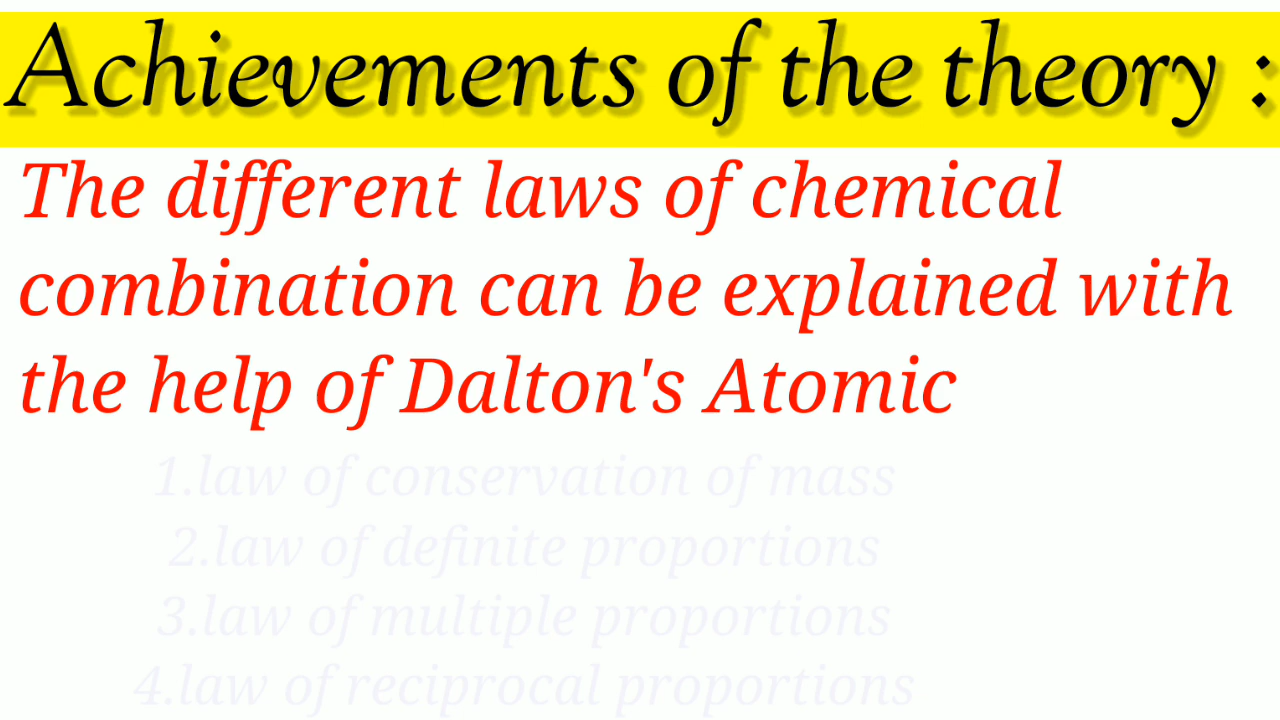 Achievements of the theory :
The different laws of chemical
combination can be explained with
the help of Dalton's Atomic
1.law of conservation of mass
2.law of definite proportions
3.law of multiple proportions
4.law of reciprocal proportions